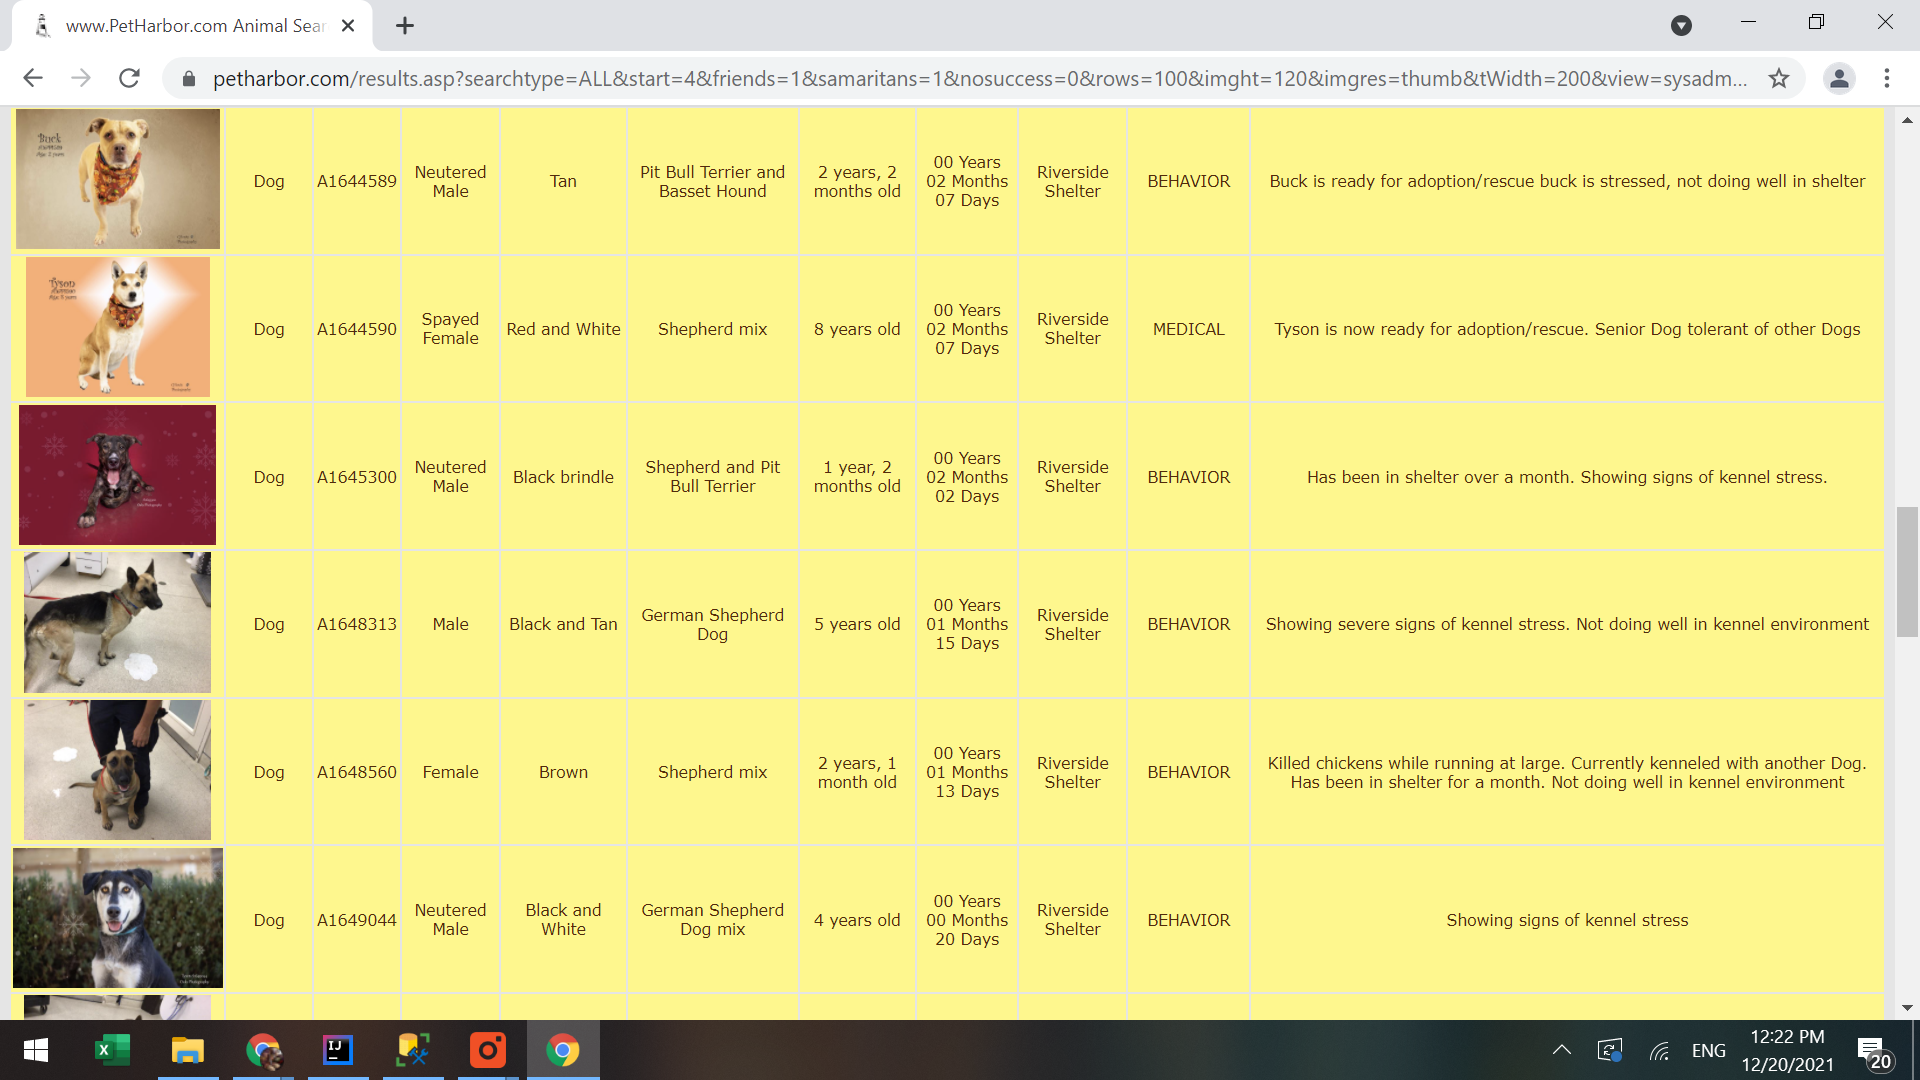 www.PetHarbor.com Animal Sear
petharbor.com/results.asp?searchtype=ALL&start=4&friends=1&samaritans=1&nosuccess=0&rows=100&imght=120&imgres=thumb&tWidth=200&view=sysadm...
Buck
Dog
A1644589
Neutered
Male
Tan
Pit Bull Terrier and
Basset Hound
2 years, 2
months old
00 Years
02 Months
07 Days
Riverside
Shelter
BEHAVIOR
Buck is ready for adoption/rescue buck is stressed, not doing well in shelter
Tyson
Dog
A1644590
Spayed
Female
Red and White
Shepherd mix
8 years old
00 Years
02 Months
07 Days
Riverside
Shelter
MEDICAL
Tyson is now ready for adoption/rescue. Senior Dog tolerant of other Dogs
Dog
A1645300
Neutered
Male
Black brindle
Shepherd and Pit
Bull Terrier
1 year, 2
months old
00 Years
02 Months
02 Days
Riverside
Shelter
BEHAVIOR
Has been in shelter over a month. Showing signs of kennel stress.
Dog
A1648313
Male
Black and Tan
German Shepherd
Dog
5 years old
00 Years
01 Months
15 Days
Riverside
Shelter
BEHAVIOR
Showing severe signs of kennel stress. Not doing well in kennel environment
Dog
A1648560
Female
Brown
Shepherd mix
2 years, 1
month old
00 Years
01 Months
13 Days
Riverside
Shelter
BEHAVIOR
Killed chickens while running at large. Currently kenneled with another Dog.
Has been in shelter for a month. Not doing well in kennel environment
Dog
A1649044
Neutered
Male
Black and
White
German Shepherd
Dog mix
4 years old
00 Years
00 Months
20 Days
Riverside
Shelter
BEHAVIOR
Showing signs of kennel stress
IJ
ENG
12:22 PM
12/20/2021
20